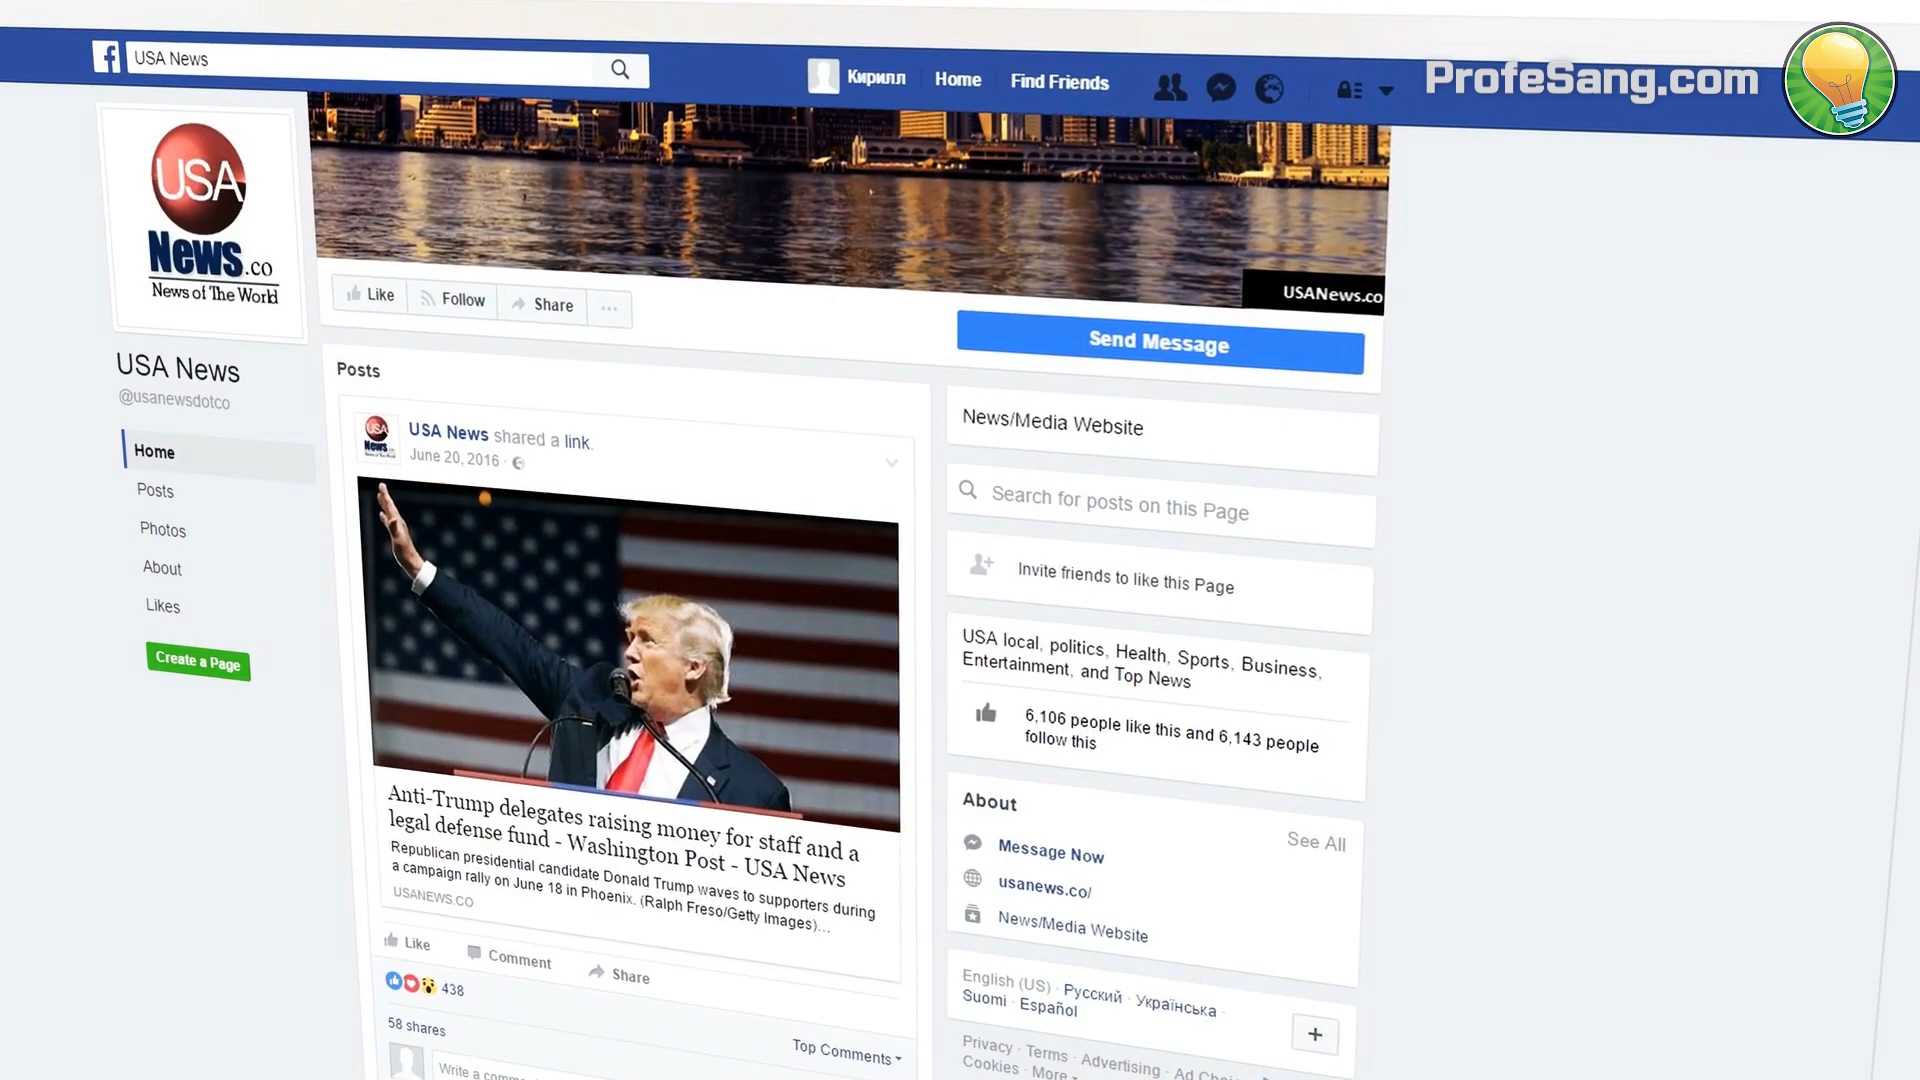 USA News
Кирилл
Home
Find Friends
ProfeSang.com
USA
News.co
News of The World
USANews.co
Like
Follow
Share
Send Message
USA News
@usanewsdotco
Home
Posts
Photos
About
Likes
Create a Page
Posts
USA News shared a link.
June 20, 2016
Anti-Trump delegates raising money for staff and a
legal defense fund - Washington Post - USA News
Republican presidential candidate Donald Trump waves to supporters during
a campaign rally on June 18 in Phoenix. (Ralph Freso/Getty Images)...
USANEWS.CO
Like
Comment
Share
438
58 shares
Top Comments
Write a comm
News/Media Website
Search for posts on this Page
Invite friends to like this Page
USA local, politics, Health, Sports, Business,
Entertainment, and Top News
6,106 people like this and 6,143 people
follow this
About
See All
Message Now
usanews.co/
News/Media Website
English (US) · Русский · Українська ·
Suomi · Español
Privacy · Terms · Advertising · Ad
Cookies · More